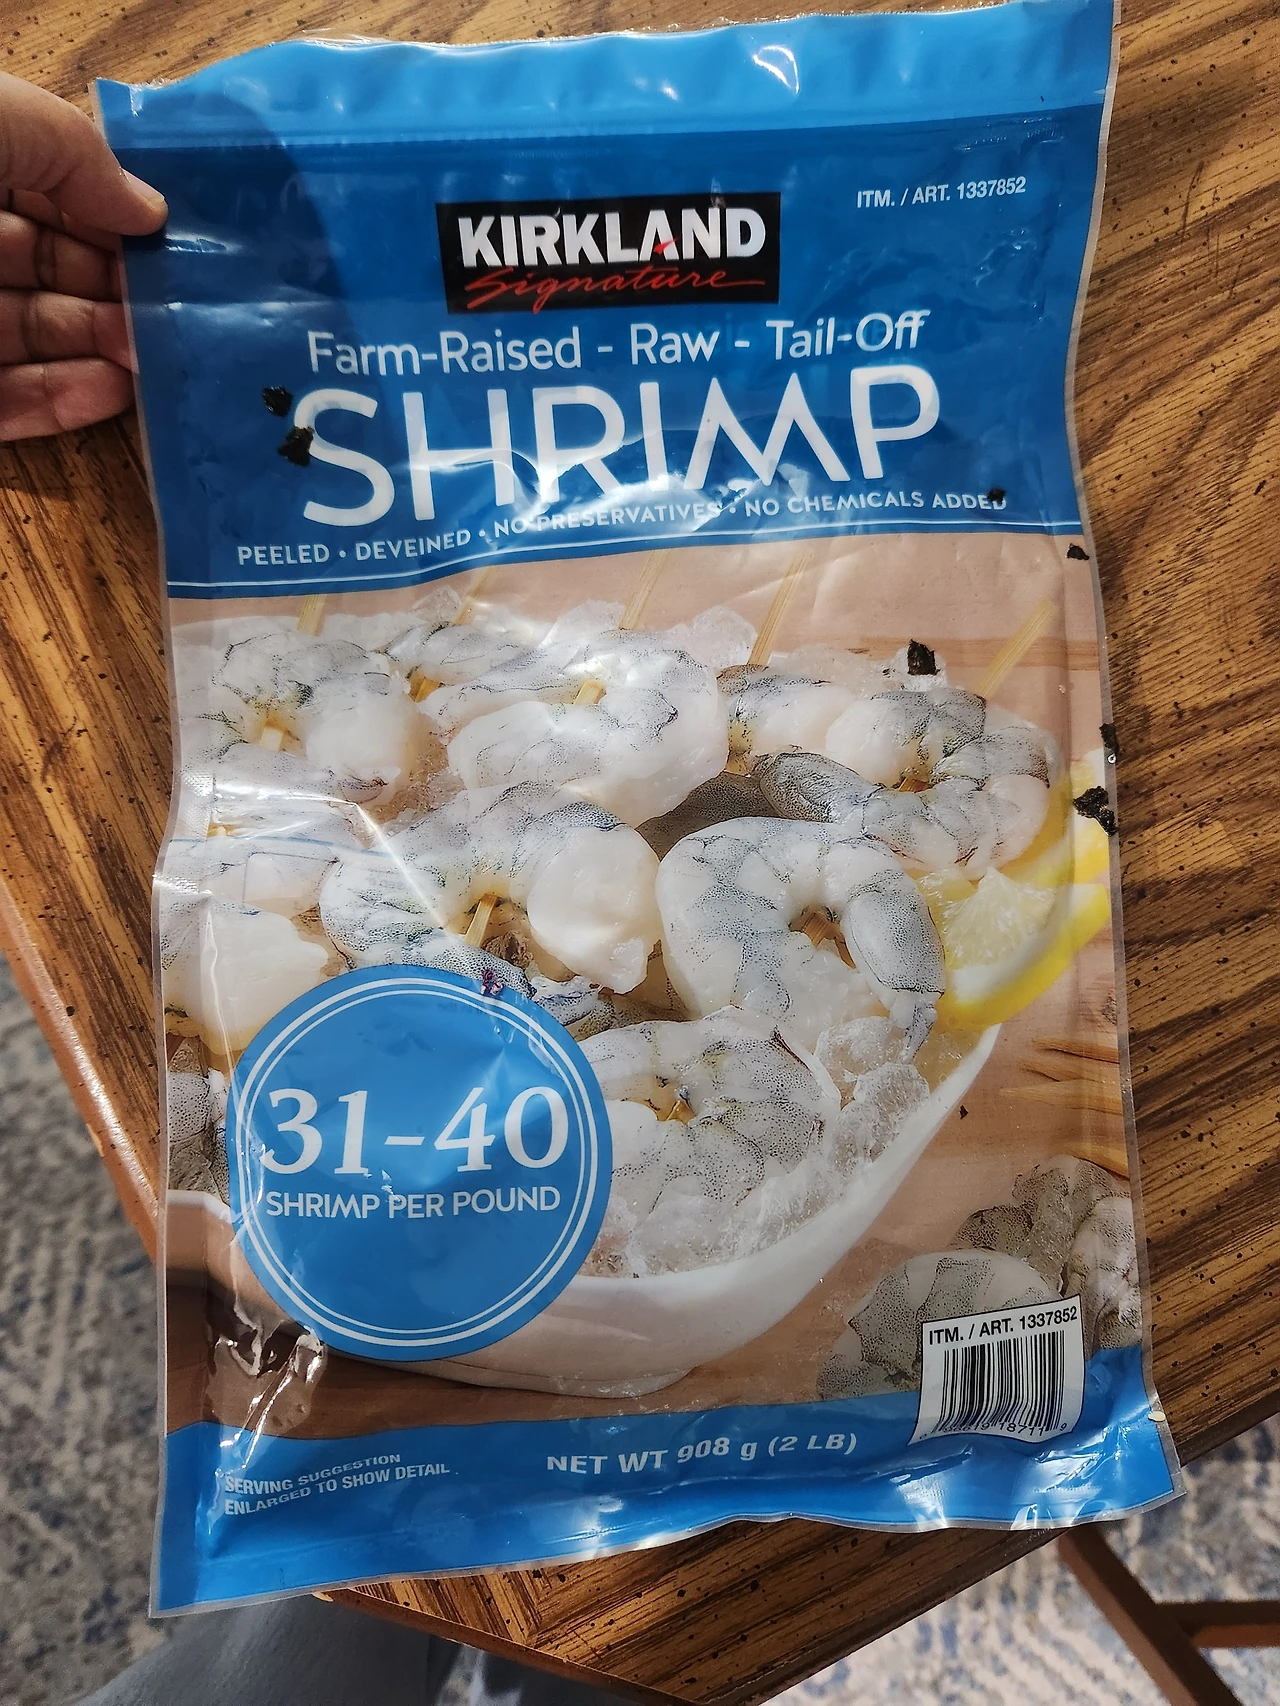 ITM. / ART. 1337852
KIRKLAND
Signature
Farm-Raised - Raw - Tail-Off
SHRIMP
PEELED • DEVEINED • NO PRESERVATIVES • NO CHEMICALS ADDED
31-40
SHRIMP PER POUND
ITM. / ART. 1337852
SERVING SUGGESTION
ENLARGED TO SHOW DETAIL
NET WT 908 g (2 LB)